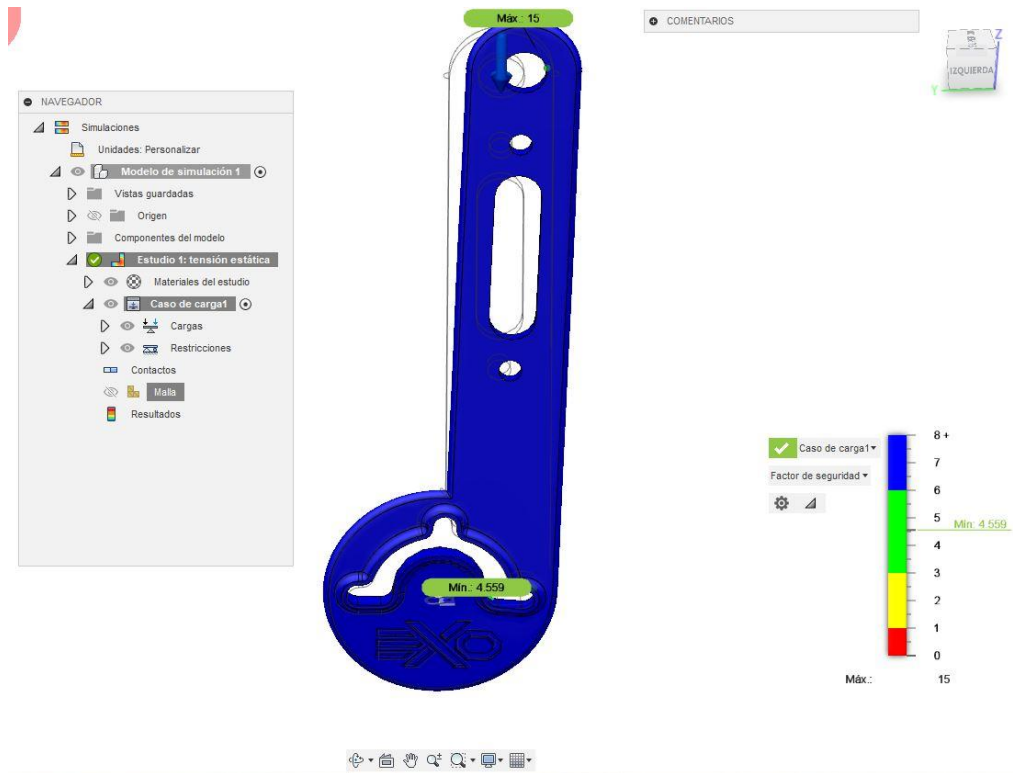 Máx.: 15
COMENTARIOS
Z
IZQUIERDA
Y
NAVEGADOR
Simulaciones
Unidades: Personalizar
Modelo de simulación 1
Vistas guardadas
Origen
Componentes del modelo
Estudio 1: tensión estática
Materiales del estudio
Caso de carga1
Cargas
Restricciones
Contactos
Malla
Resultados
Caso de carga1
Factor de seguridad
8 +
7
6
5
Mín: 4.559
4
3
2
1
0
Máx.: 15
Mín.: 4.559
EXO